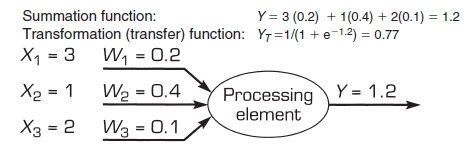 Summation function: Y = 3 (0.2) + 1(0.4) + 2(0.1) = 1.2
Transformation (transfer) function: Y_T =1/(1 + e^-1.2) = 0.77
X₁ = 3 W₁ = 0.2
X₂ = 1 W₂ = 0.4
Processing Y = 1.2
element
X₃ = 2 W₃ = 0.1